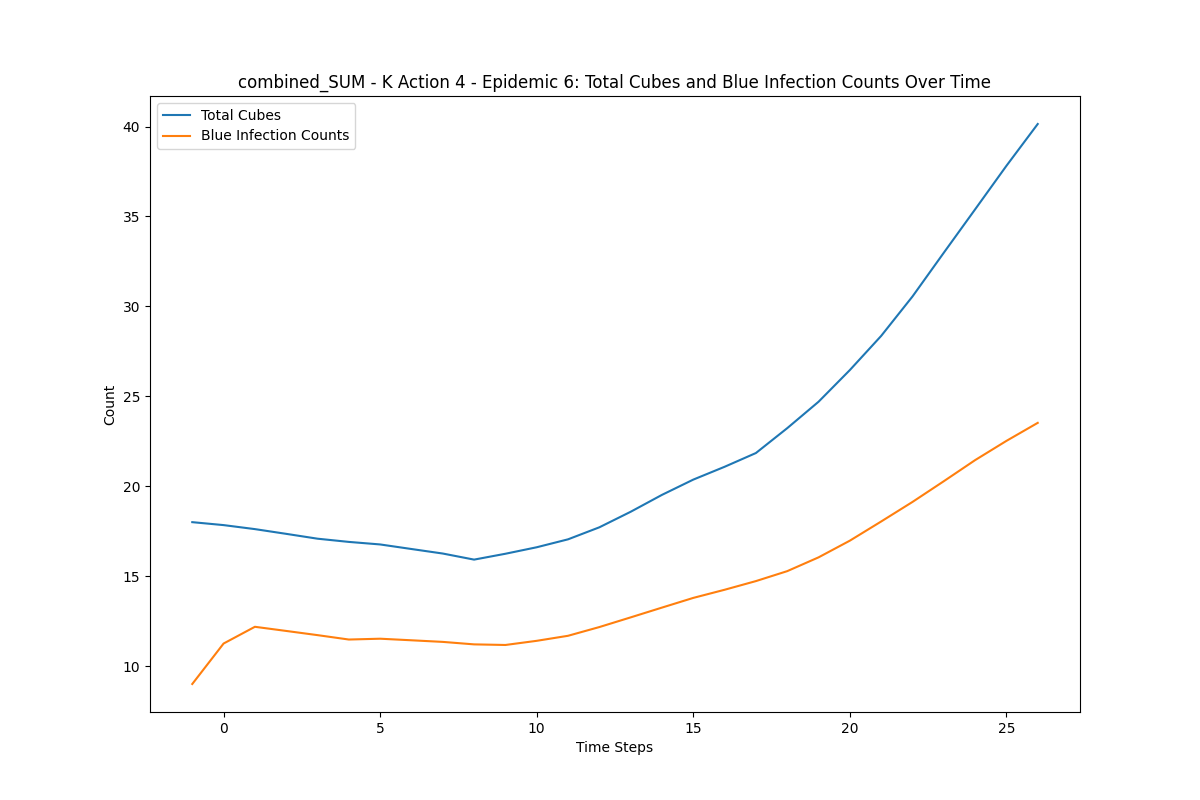 combined_SUM - K Action 4 - Epidemic 6: Total Cubes and Blue Infection Counts Over Time
Total Cubes
Blue Infection Counts
40
35
30
25
20
15
10
Count
0 5 10 15 20 25
Time Steps